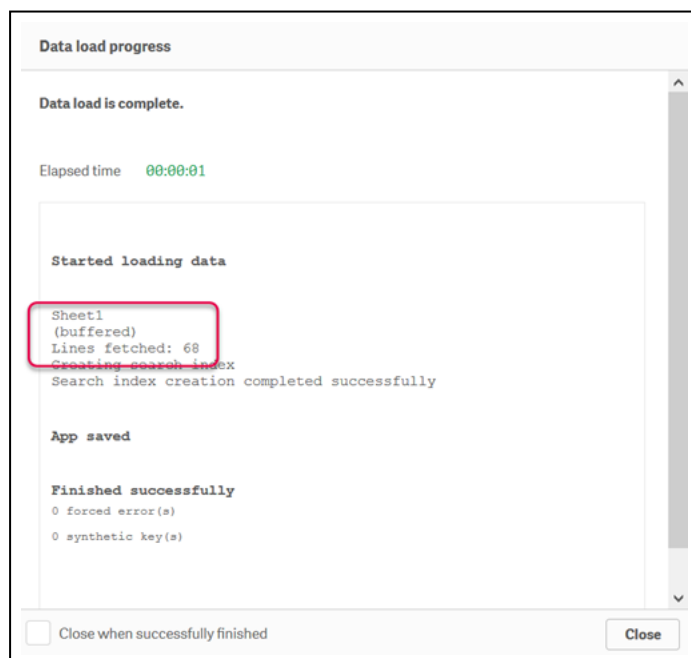 Data load progress
Data load is complete.
Elapsed time 00:00:01
Started loading data
Sheet1
(buffered)
Lines fetched: 68
Creating search index
Search index creation completed successfully
App saved
Finished successfully
0 forced error(s)
0 synthetic key(s)
Close when successfully finished
Close